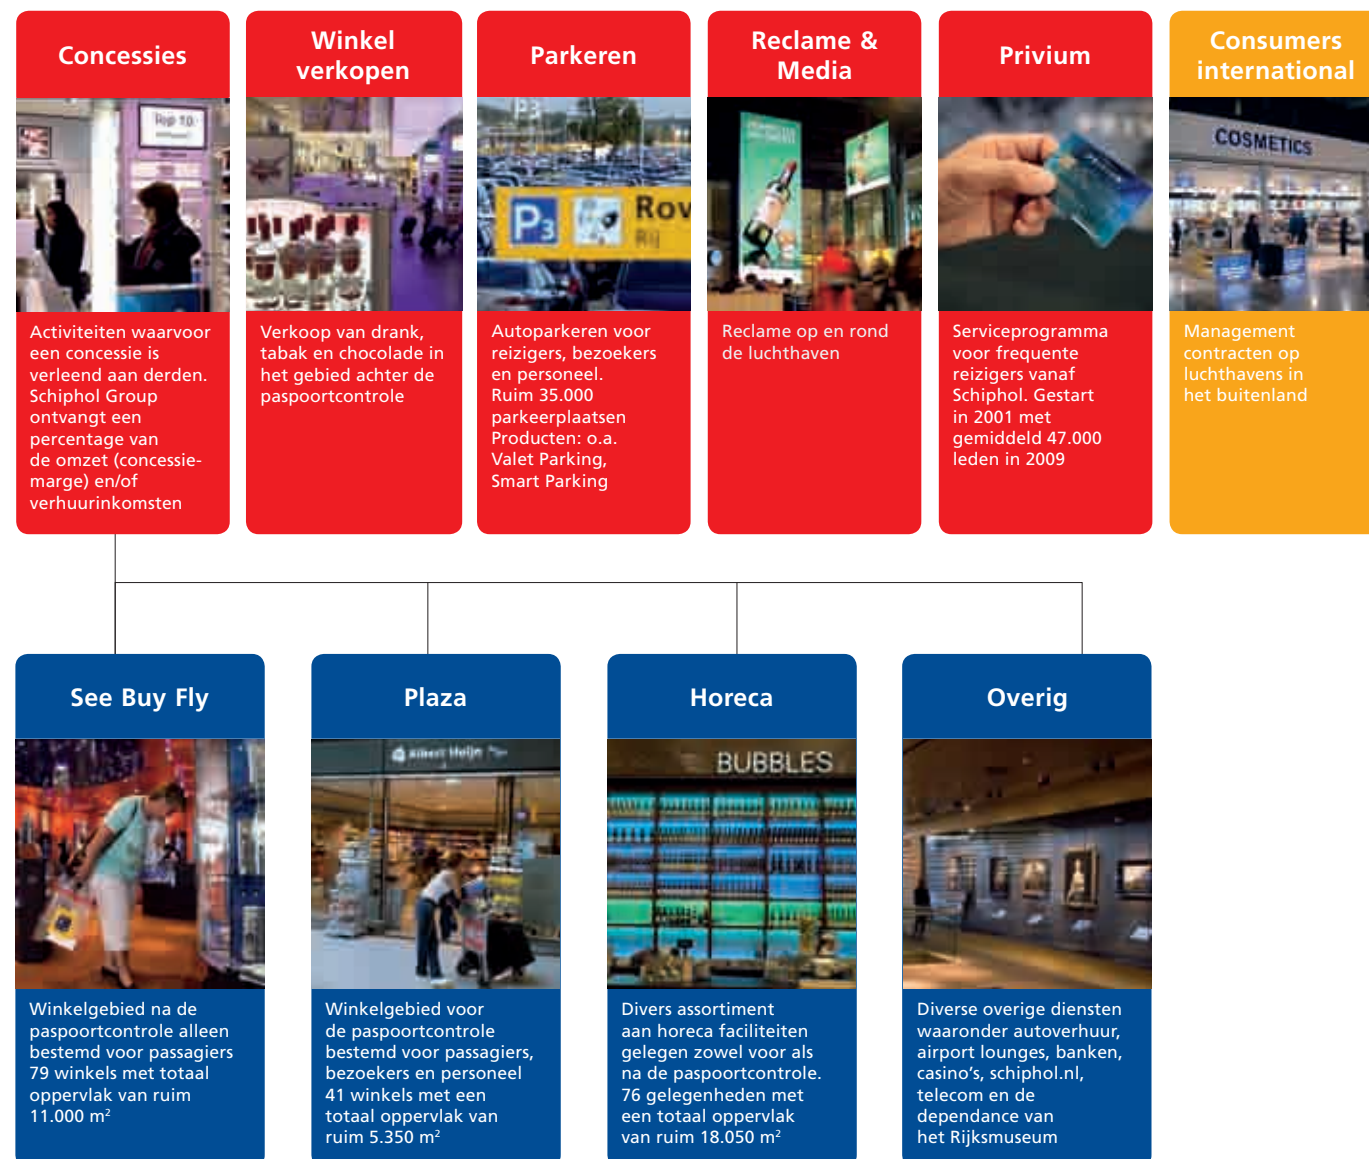 Concessies
Activiteiten waarvoor
een concessie is
verleend aan derden.
Schiphol Group
ontvangt een
percentage van
de omzet (concessie-
marge) en/of
verhuurinkomsten
Winkel
verkopen
Verkoop van drank,
tabak en chocolade in
het gebied achter de
paspoortcontrole
Parkeren
P3
P3
Rij
Autoparkeren voor
reizigers, bezoekers
en personeel.
Ruim 35.000
parkeerplaatsen
Producten: o.a.
Valet Parking,
Smart Parking
Reclame &
Media
Reclame op en rond
de luchthaven
Privium
Serviceprogramma
voor frequente
reizigers vanaf
Schiphol. Gestart
in 2001 met
gemiddeld 47.000
leden in 2009
Consumers
international
COSMETICS
Management
contracten op
luchthavens in
het buitenland
See Buy Fly
Winkelgebied na de
paspoortcontrole alleen
bestemd voor passagiers
79 winkels met totaal
oppervlak van ruim
11.000 m²
Plaza
Albert Heijn
Winkelgebied voor
de paspoortcontrole
bestemd voor passagiers,
bezoekers en personeel
41 winkels met een
totaal oppervlak van
ruim 5.350 m²
Horeca
BUBBLES
Divers assortiment
aan horeca faciliteiten
gelegen zowel voor als
na de paspoortcontrole.
76 gelegenheden met
een totaal oppervlak
van ruim 18.050 m²
Overig
Diverse overige diensten
waaronder autoverhuur,
airport lounges, banken,
casino's, schiphol.nl,
telecom en de
dependance van
het Rijksmuseum